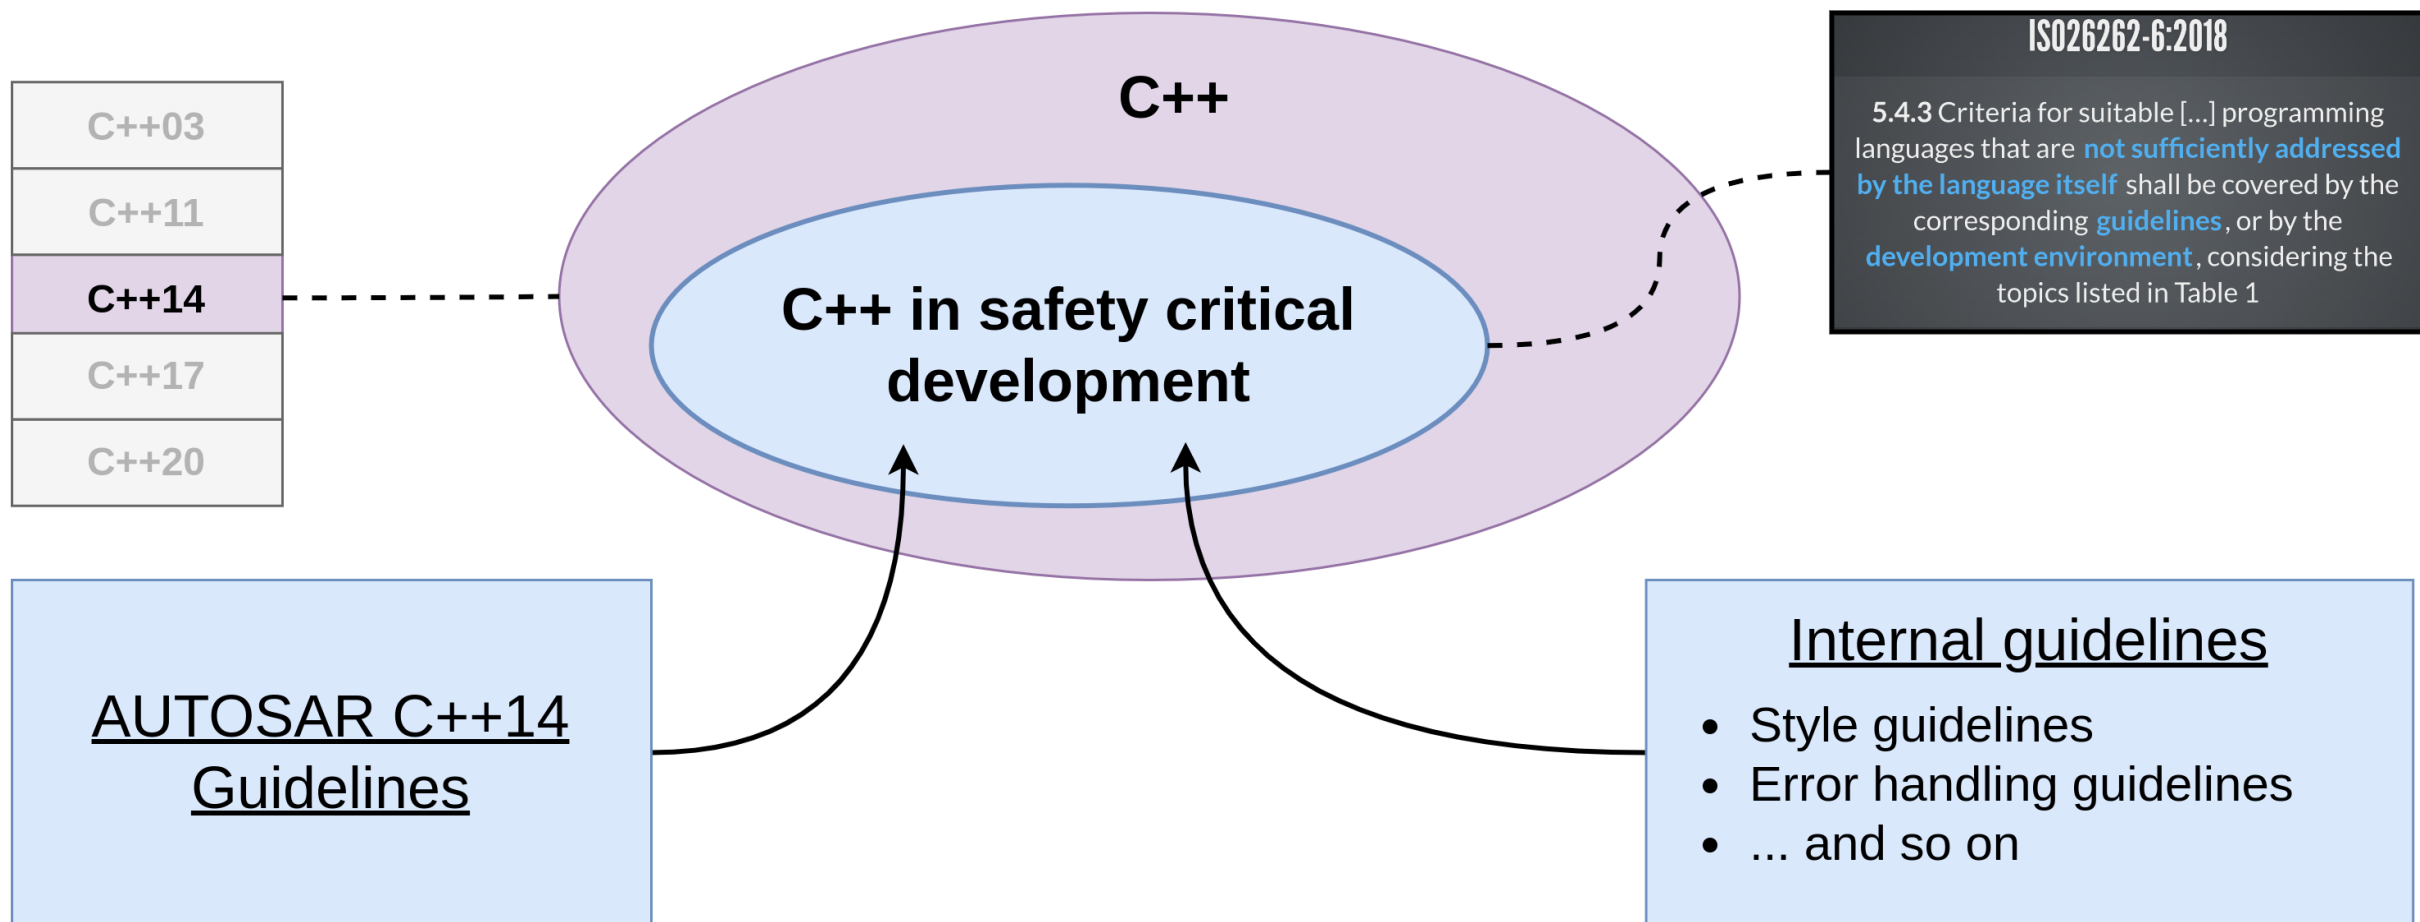 C++03
C++11
C++14
C++17
C++20
C++
C++ in safety critical
development
ISO26262-6:2018
5.4.3 Criteria for suitable [...] programming
languages that are not sufficiently addressed
by the language itself shall be covered by the
corresponding guidelines, or by the
development environment, considering the
topics listed in Table 1
AUTOSAR C++14
Guidelines
Internal guidelines
• Style guidelines
• Error handling guidelines
• ... and so on